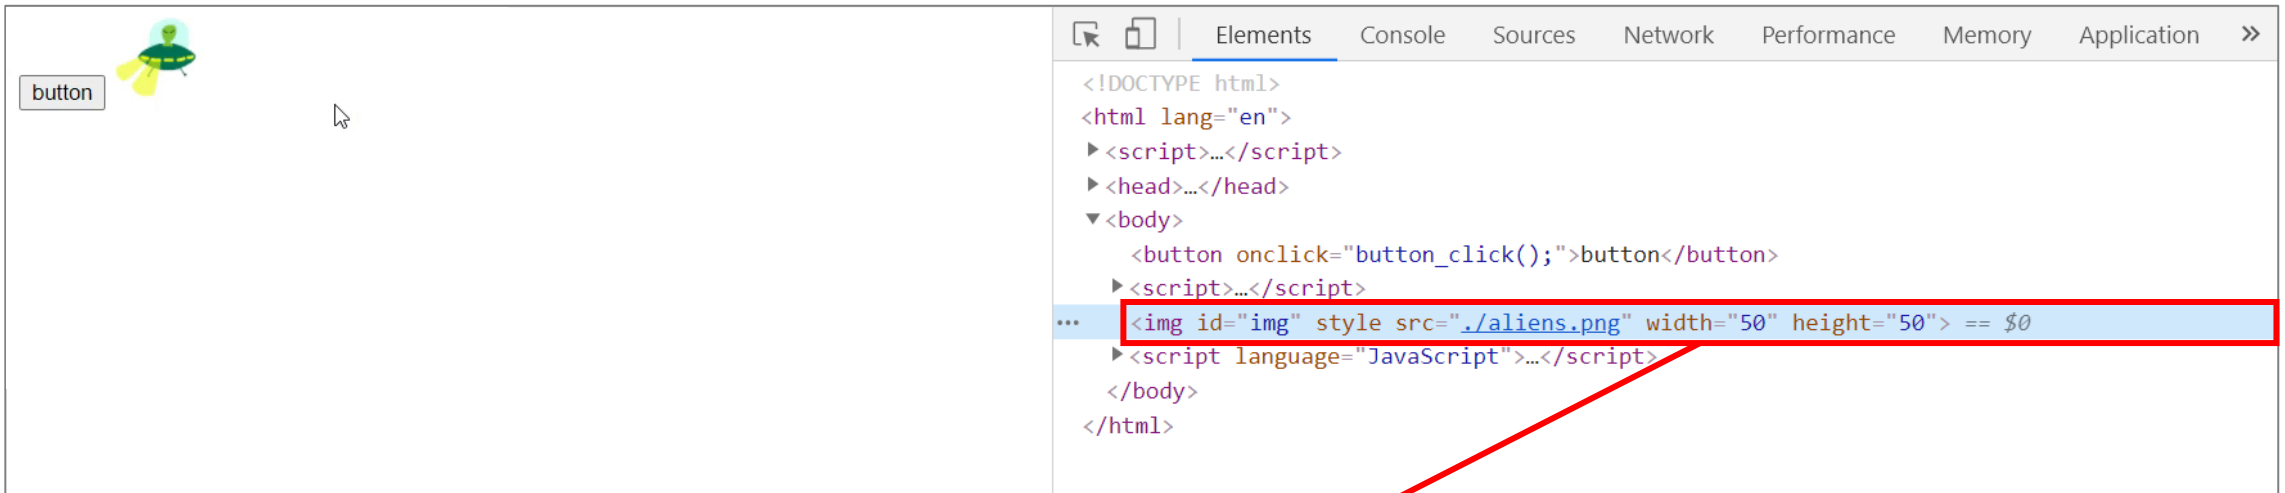 button
Elements Console Sources Network Performance Memory Application »
<!DOCTYPE html>
<html lang="en">
<script>…</script>
<head>…</head>
<body>
<button onclick="button_click();">button</button>
<script>…</script>
… <img id="img" style src="./aliens.png" width="50" height="50"> == $0
<script language="JavaScript">…</script>
</body>
</html>